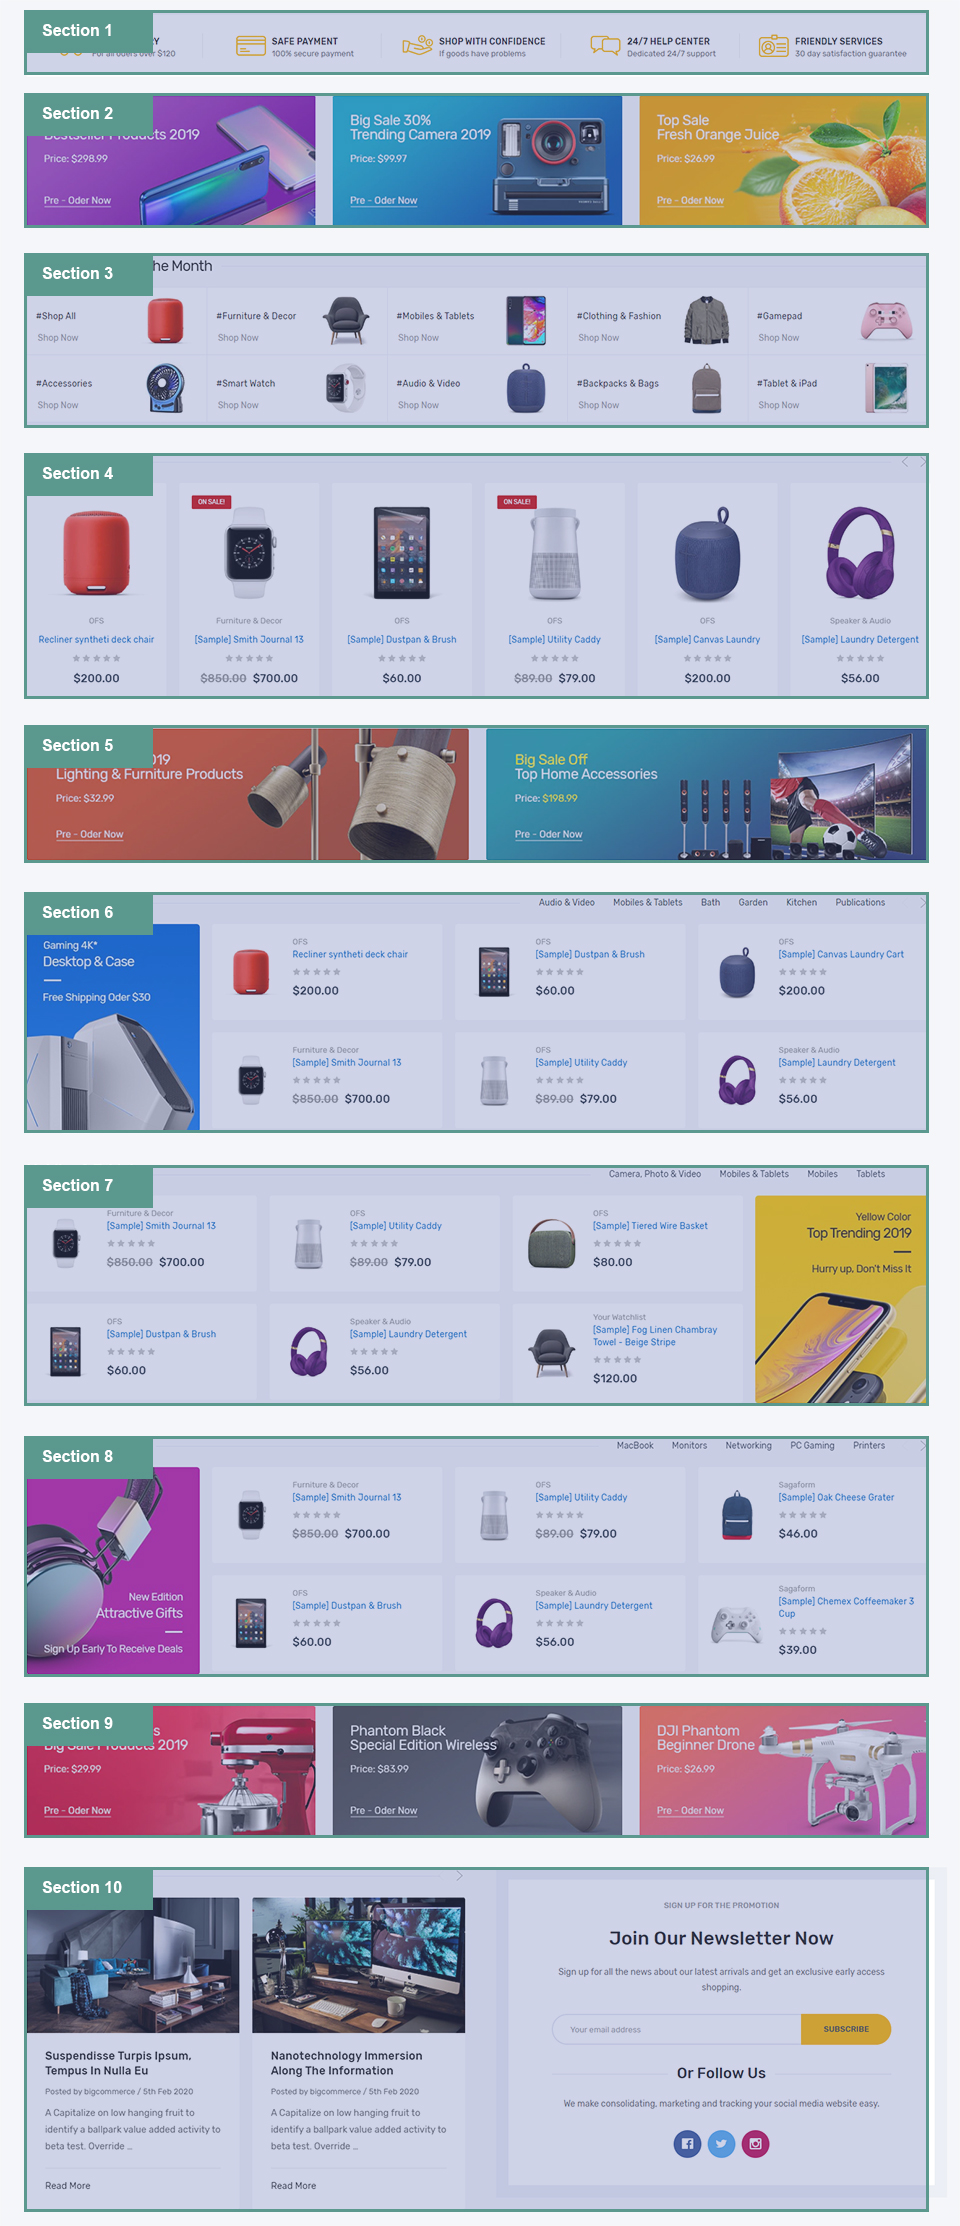 Section 1
RY
For all oders over $120
SAFE PAYMENT
100% secure payment
SHOP WITH CONFIDENCE
If goods have problems
24/7 HELP CENTER
Dedicated 24/7 support
FRIENDLY SERVICES
30 day satisfaction guarantee
Section 2
Bestseller Products 2019
Price: $298.99
Pre - Oder Now
Big Sale 30%
Trending Camera 2019
Price: $99.97
Pre - Oder Now
Top Sale
Fresh Orange Juice
Price: $26.99
Pre - Oder Now
Section 3
he Month
#Shop All
Shop Now
#Furniture & Decor
Shop Now
#Mobiles & Tablets
Shop Now
#Clothing & Fashion
Shop Now
#Gamepad
Shop Now
#Accessories
Shop Now
#Smart Watch
Shop Now
#Audio & Video
Shop Now
#Backpacks & Bags
Shop Now
#Tablet & iPad
Shop Now
Section 4
OFS
Recliner syntheti deck chair
$200.00
ON SALE!
Furniture & Decor
[Sample] Smith Journal 13
$850.00 $700.00
OFS
[Sample] Dustpan & Brush
$60.00
ON SALE!
OFS
[Sample] Utility Caddy
$89.00 $79.00
OFS
[Sample] Canvas Laundry
$200.00
Speaker & Audio
[Sample] Laundry Detergent
$56.00
Section 5
019
Lighting & Furniture Products
Price: $32.99
Pre - Oder Now
Big Sale Off
Top Home Accessories
Price: $198.99
Pre - Oder Now
Section 6
Audio & Video Mobiles & Tablets Bath Garden Kitchen Publications
Gaming 4K*
Desktop & Case
Free Shipping Oder $30
OFS
Recliner syntheti deck chair
$200.00
OFS
[Sample] Dustpan & Brush
$60.00
OFS
[Sample] Canvas Laundry Cart
$200.00
Furniture & Decor
[Sample] Smith Journal 13
$850.00 $700.00
OFS
[Sample] Utility Caddy
$89.00 $79.00
Speaker & Audio
[Sample] Laundry Detergent
$56.00
Section 7
Camera, Photo & Video Mobiles & Tablets Mobiles Tablets
Furniture & Decor
[Sample] Smith Journal 13
$850.00 $700.00
OFS
[Sample] Utility Caddy
$89.00 $79.00
OFS
[Sample] Tiered Wire Basket
$80.00
Yellow Color
Top Trending 2019
Hurry up, Don't Miss It
OFS
[Sample] Dustpan & Brush
$60.00
Speaker & Audio
[Sample] Laundry Detergent
$56.00
Your Watchlist
[Sample] Fog Linen Chambray
Towel - Beige Stripe
$120.00
Section 8
MacBook Monitors Networking PC Gaming Printers
New Edition
Attractive Gifts
Sign Up Early To Receive Deals
Furniture & Decor
[Sample] Smith Journal 13
$850.00 $700.00
OFS
[Sample] Utility Caddy
$89.00 $79.00
Sagaform
[Sample] Oak Cheese Grater
$46.00
OFS
[Sample] Dustpan & Brush
$60.00
Speaker & Audio
[Sample] Laundry Detergent
$56.00
Sagaform
[Sample] Chemex Coffeemaker 3
Cup
$39.00
Section 9
s
Big Sale Products 2019
Price: $29.99
Pre - Oder Now
Phantom Black
Special Edition Wireless
Price: $83.99
Pre - Oder Now
DJI Phantom
Beginner Drone
Price: $26.99
Pre - Oder Now
Section 10
Suspendisse Turpis Ipsum,
Tempus In Nulla Eu
Posted by bigcommerce / 5th Feb 2020
A Capitalize on low hanging fruit to
identify a ballpark value added activity to
beta test. Override ...
Read More
Nanotechnology Immersion
Along The Information
Posted by bigcommerce / 5th Feb 2020
A Capitalize on low hanging fruit to
identify a ballpark value added activity to
beta test. Override ...
Read More
SIGN UP FOR THE PROMOTION
Join Our Newsletter Now
Sign up for all the news about our latest arrivals and get an exclusive early access
shopping.
Your email address
SUBSCRIBE
Or Follow Us
We make consolidating, marketing and tracking your social media website easy.